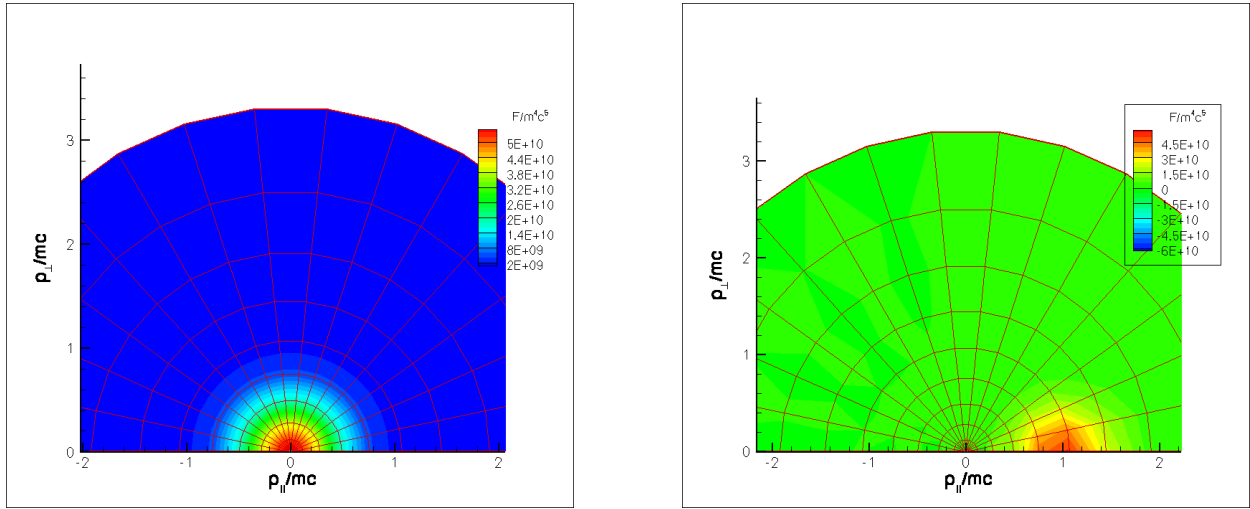 F/m⁴c⁵
5E+10
4.4E+10
3.8E+10
3.2E+10
2.6E+10
2E+10
1.4E+10
8E+09
2E+09
3
2
1
0
p⊥/mc
-2
-1
0
1
2
p||/mc
F/m⁴c⁵
4.5E+10
3E+10
1.5E+10
0
-1.5E+10
-3E+10
-4.5E+10
-6E+10
3
2
1
0
p⊥/mc
-2
-1
0
1
2
p||/mc